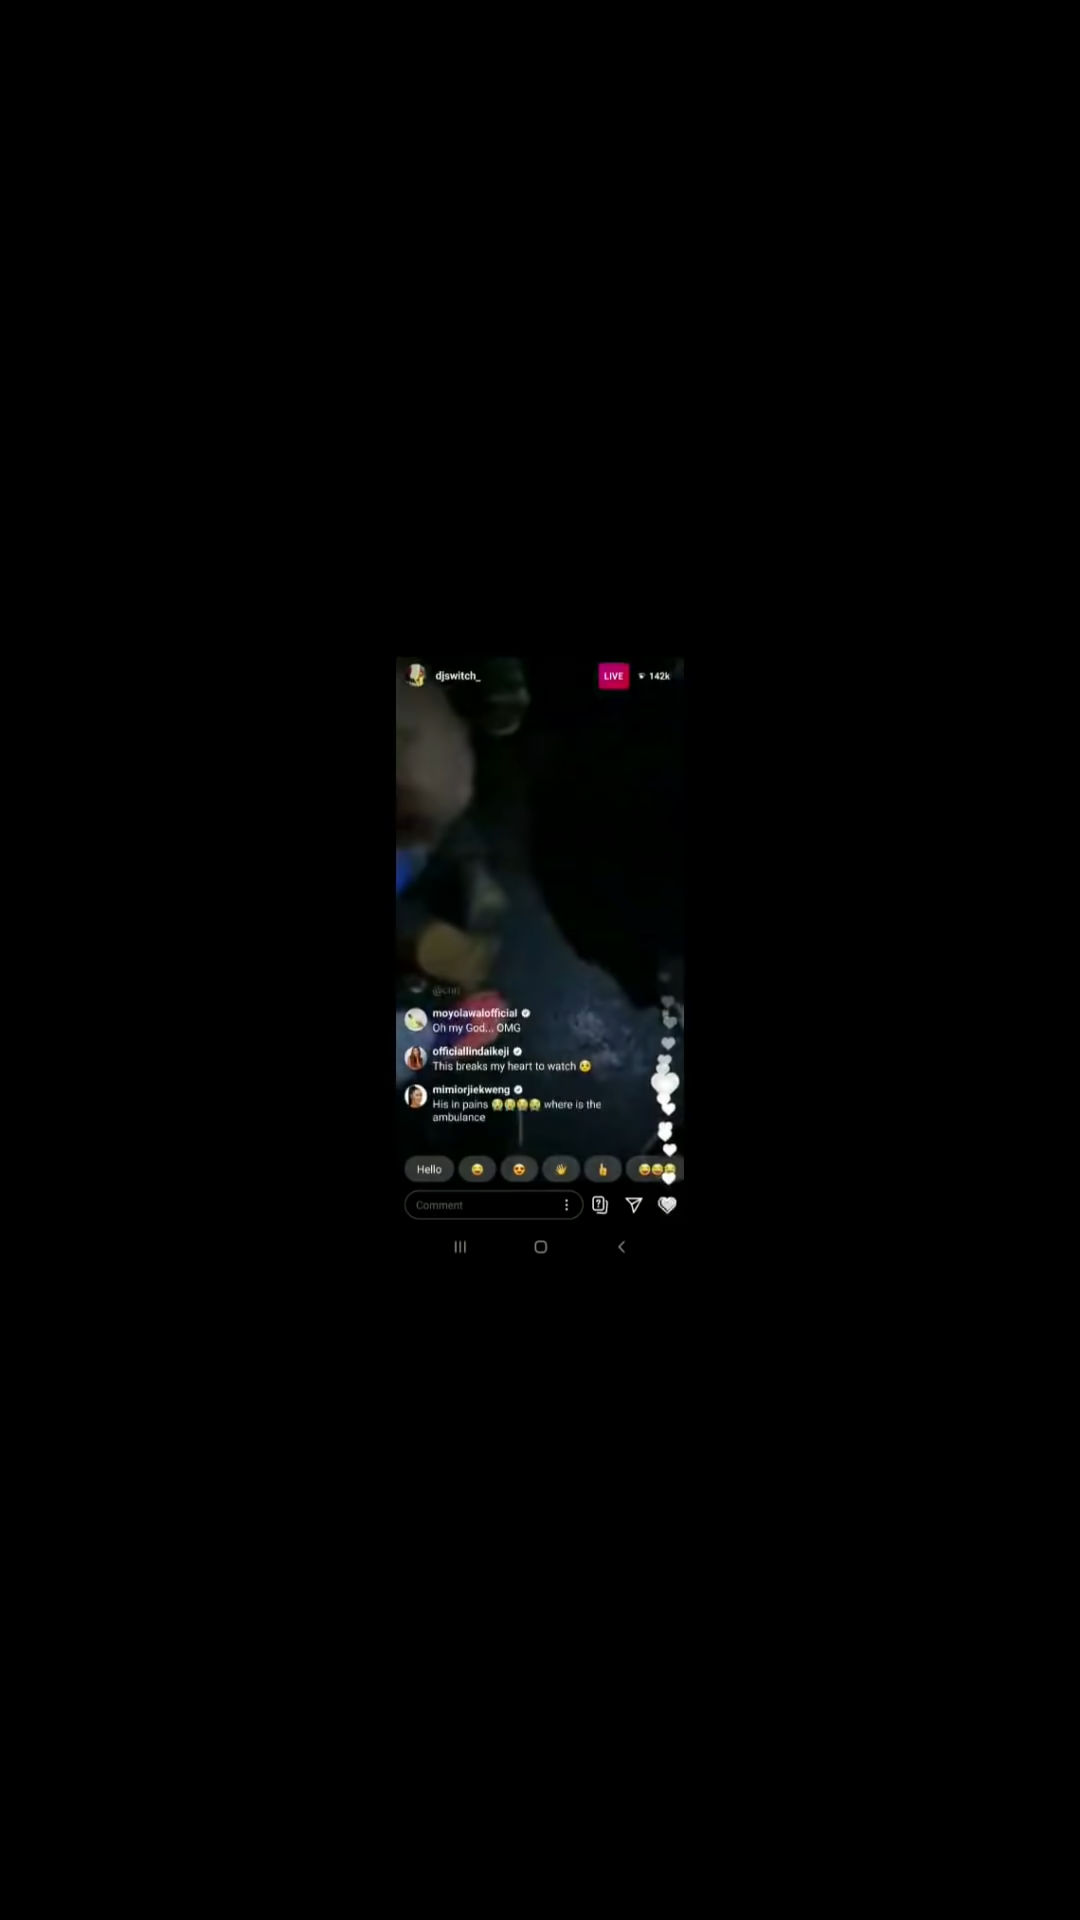 djswitch_
LIVE
142k
moyolawalofficial
Oh my God... OMG
officiallindaikeji
This breaks my heart to watch 🥺
mimiorjiekweng
His in pains 😭😭😭😭 where is the
ambulance
Hello
Comment